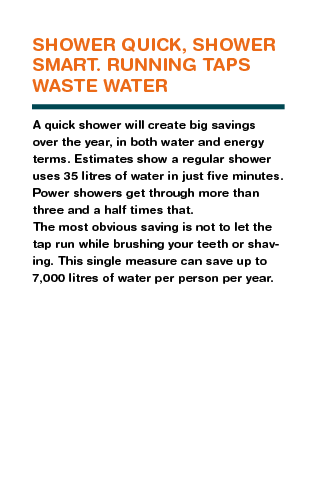 SHOWER QUICK, SHOWER
SMART. RUNNING TAPS
WASTE WATER
A quick shower will create big savings
over the year, in both water and energy
terms. Estimates show a regular shower
uses 35 litres of water in just five minutes.
Power showers get through more than
three and a half times that.
The most obvious saving is not to let the
tap run while brushing your teeth or shav-
ing. This single measure can save up to
7,000 litres of water per person per year.